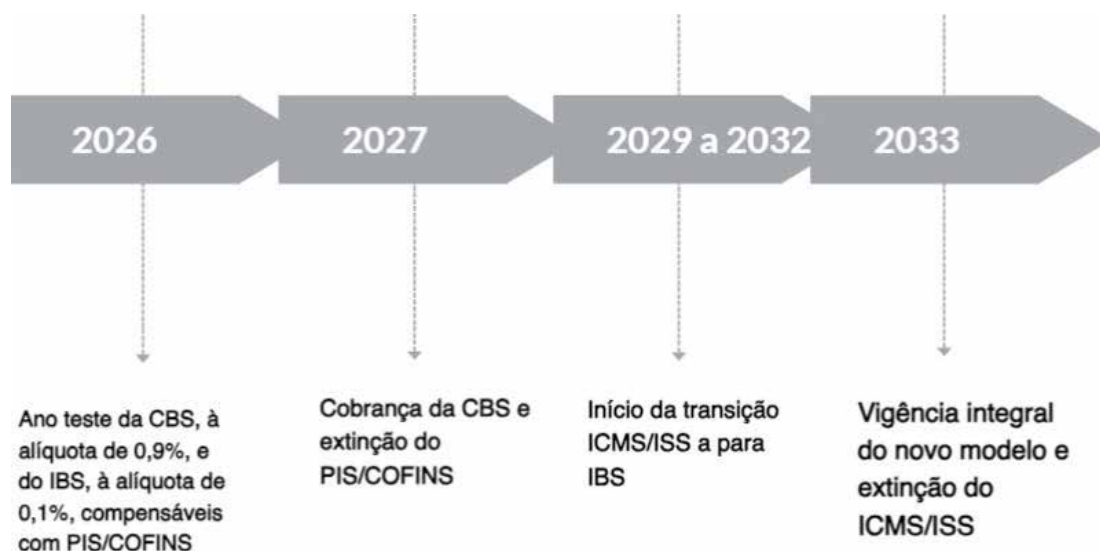 2026
2027
2029 a 2032
2033
Ano teste da CBS, à
alíquota de 0,9%, e
do IBS, à alíquota de
0,1%, compensáveis
com PIS/COFINS
Cobrança da CBS e
extinção do
PIS/COFINS
Início da transição
ICMS/ISS a para
IBS
Vigência integral
do novo modelo e
extinção do
ICMS/ISS